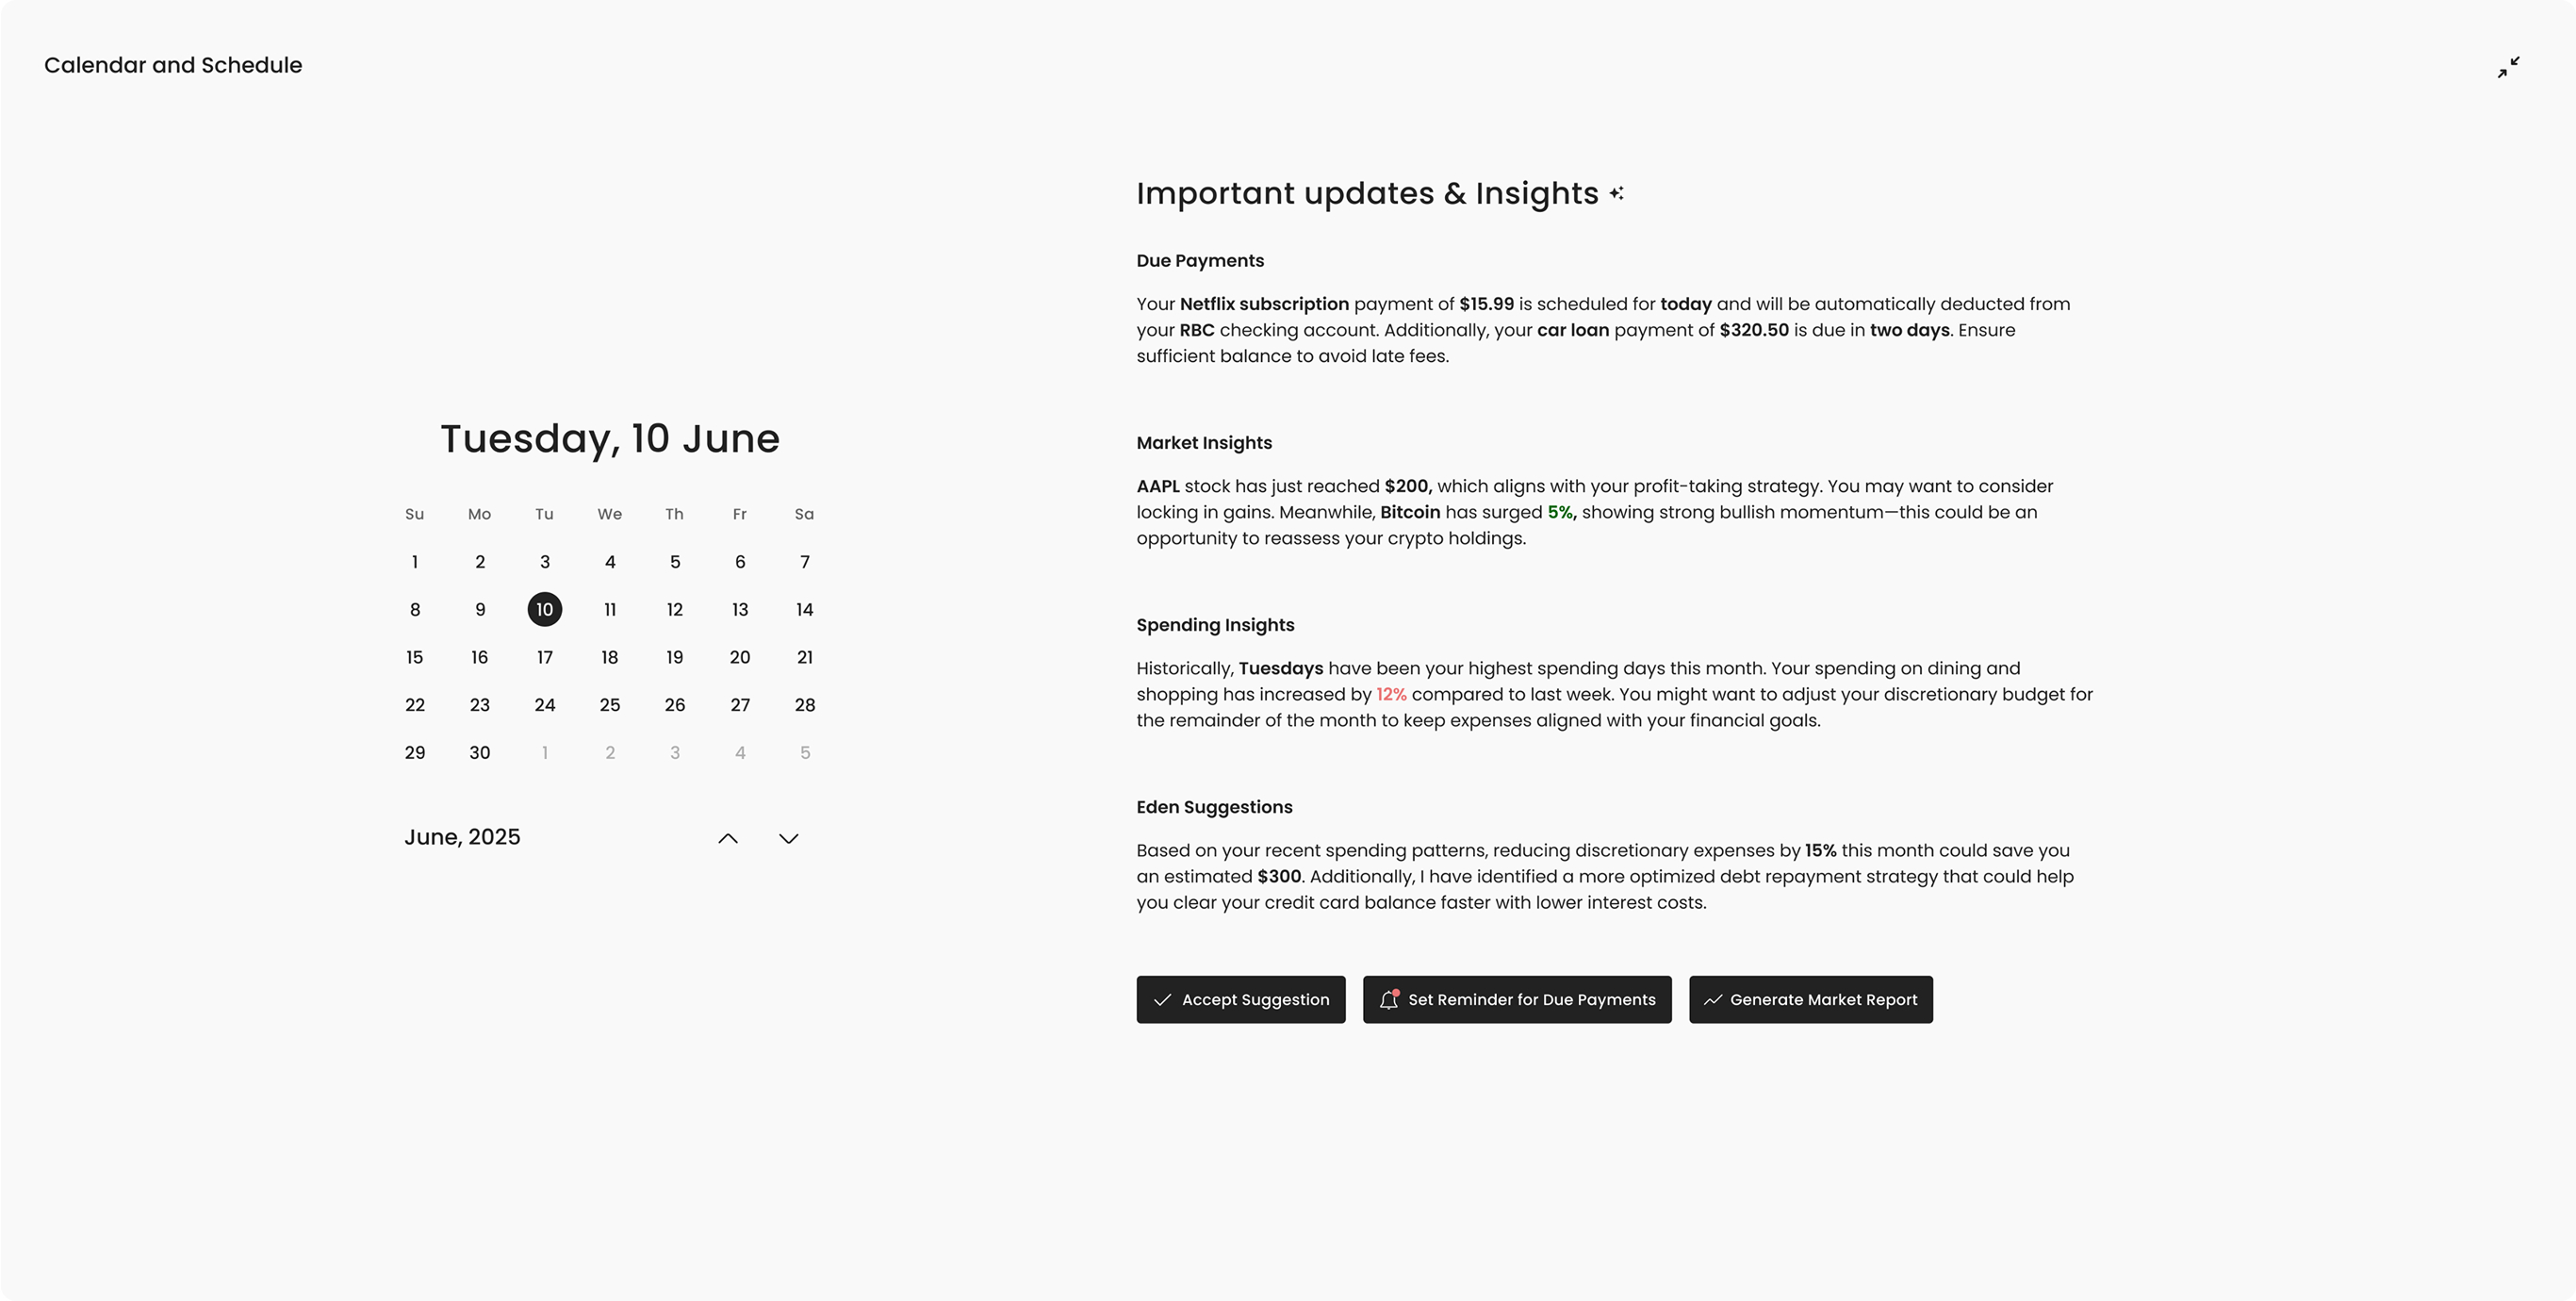 Calendar and Schedule
Tuesday, 10 June
Su Mo Tu We Th Fr Sa
1 2 3 4 5 6 7
8 9 10 11 12 13 14
15 16 17 18 19 20 21
22 23 24 25 26 27 28
29 30 1 2 3 4 5
June, 2025
Important updates & Insights
Due Payments
Your Netflix subscription payment of $15.99 is scheduled for today and will be automatically deducted from
your RBC checking account. Additionally, your car loan payment of $320.50 is due in two days. Ensure
sufficient balance to avoid late fees.
Market Insights
AAPL stock has just reached $200, which aligns with your profit-taking strategy. You may want to consider
locking in gains. Meanwhile, Bitcoin has surged 5%, showing strong bullish momentum—this could be an
opportunity to reassess your crypto holdings.
Spending Insights
Historically, Tuesdays have been your highest spending days this month. Your spending on dining and
shopping has increased by 12% compared to last week. You might want to adjust your discretionary budget for
the remainder of the month to keep expenses aligned with your financial goals.
Eden Suggestions
Based on your recent spending patterns, reducing discretionary expenses by 15% this month could save you
an estimated $300. Additionally, I have identified a more optimized debt repayment strategy that could help
you clear your credit card balance faster with lower interest costs.
Accept Suggestion
Set Reminder for Due Payments
Generate Market Report